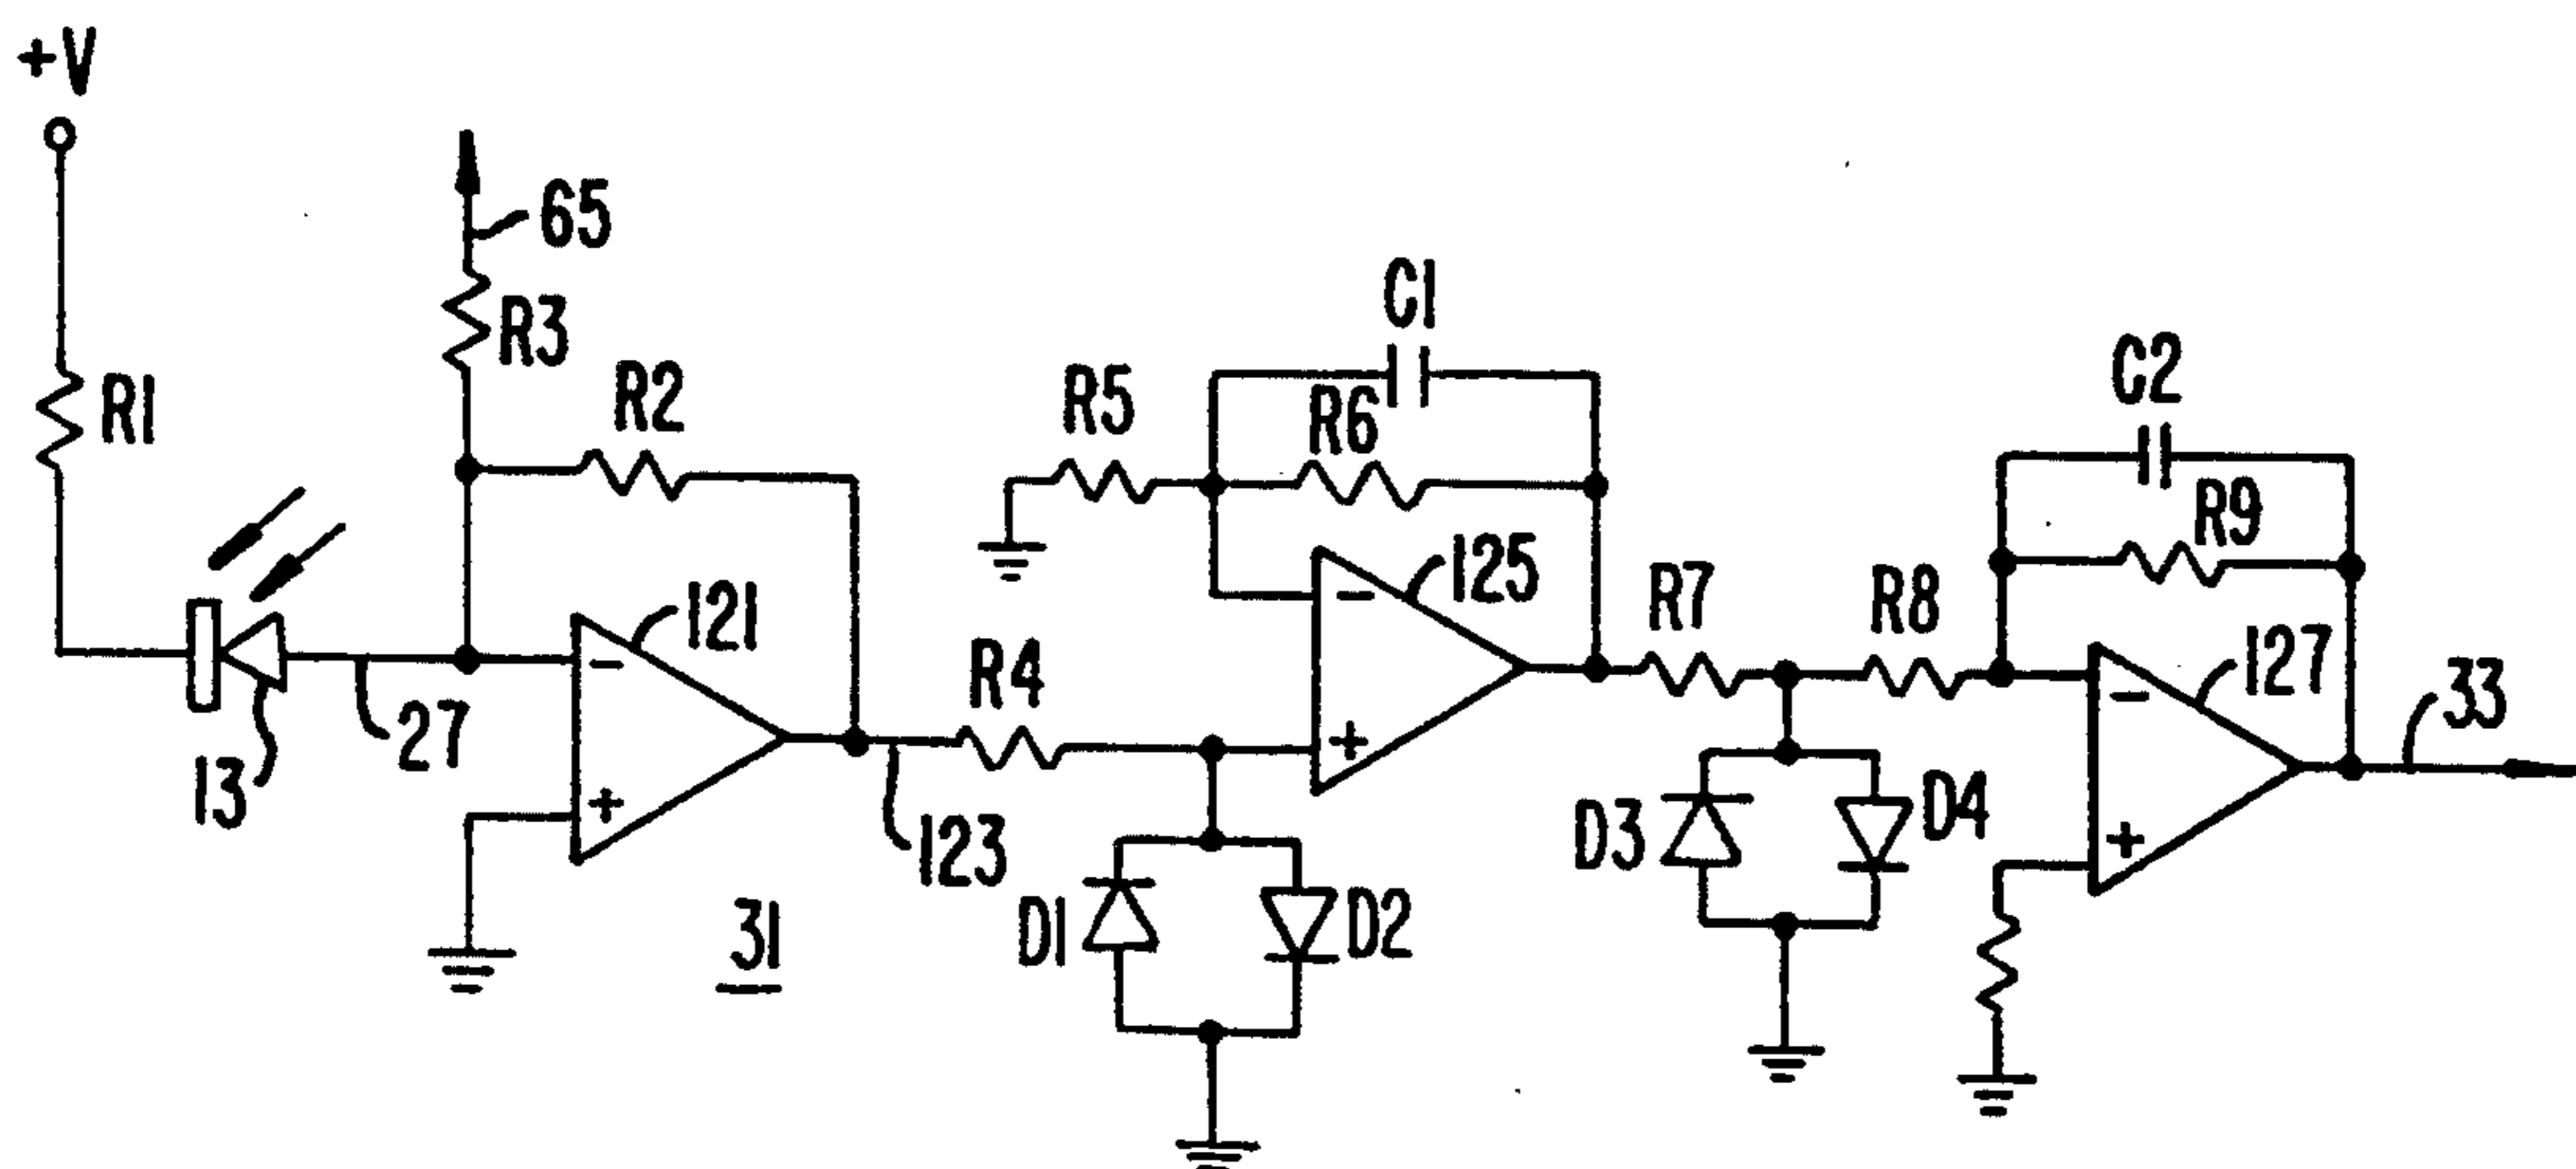 +V
65
R3
R1
R2
C1
R5
R6
C2
R9
121
125
R7
R8
127
33
-
+
-
+
-
+
13
27
R4
123
31
D1
D2
D3
D4